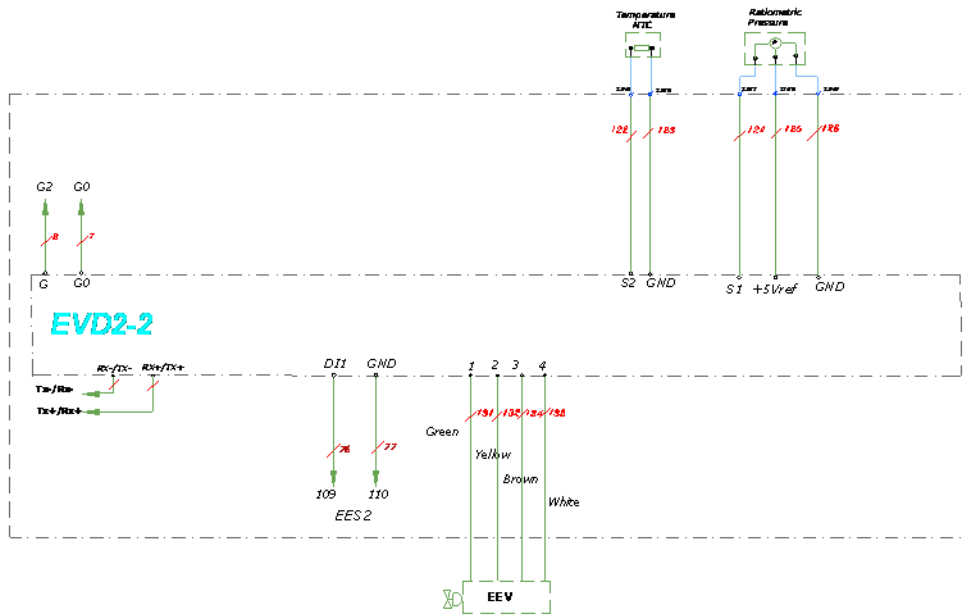 Temperature
NTC
Ratiometric
Pressure
122
123
124
125
126
G2
G0
8
7
G
G0
S2
GND
S1
+5Vref
GND
EVD2-2
RX-/TX-
RX+/TX+
Tx-/Rx-
Tx+/Rx+
DI1
GND
1
2
3
4
131
132
134
Green
Yellow
Brown
White
76
77
109
110
EES2
EEV